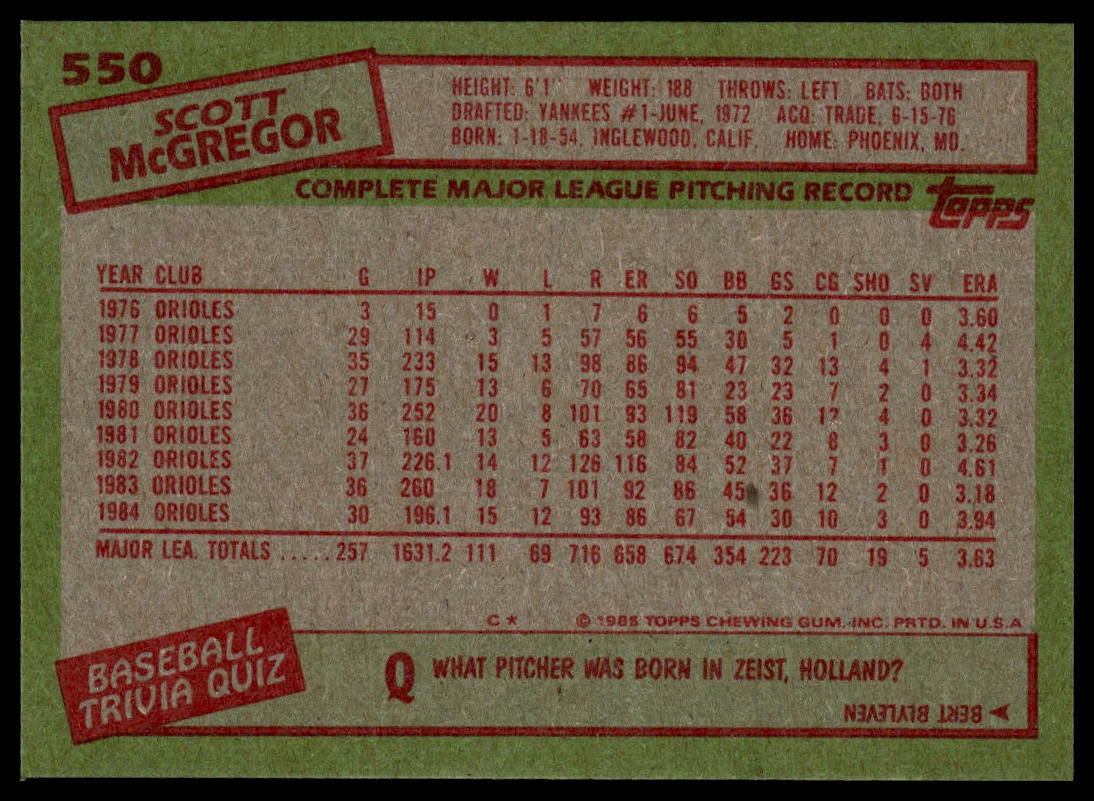 550
SCOTT
McGREGOR
HEIGHT: 6'1" WEIGHT: 188 THROWS: LEFT BATS: BOTH
DRAFTED: YANKEES #1-JUNE, 1972 ACQ: TRADE, 6-15-76
BORN: 1-18-54, INGLEWOOD, CALIF. HOME: PHOENIX, MD.
COMPLETE MAJOR LEAGUE PITCHING RECORD
TOPPS
YEAR CLUB G IP W L R ER SO BB GS CG SHO SV ERA
1976 ORIOLES 3 15 0 1 7 6 6 5 2 0 0 0 3.60
1977 ORIOLES 29 114 3 5 57 56 55 30 5 1 0 4 4.42
1978 ORIOLES 35 233 15 13 98 86 94 47 32 13 4 1 3.32
1979 ORIOLES 27 175 13 6 70 65 81 23 23 7 2 0 3.34
1980 ORIOLES 36 252 20 8 101 93 119 58 36 12 4 0 3.32
1981 ORIOLES 24 160 13 5 63 58 82 40 22 8 3 0 3.26
1982 ORIOLES 37 226.1 14 12 126 116 84 52 37 7 1 0 4.61
1983 ORIOLES 36 260 18 7 101 92 86 45 36 12 2 0 3.18
1984 ORIOLES 30 196.1 15 12 93 86 67 54 30 10 3 0 3.94
MAJOR LEA. TOTALS .....257 1631.2 111 69 716 658 674 354 223 70 19 5 3.63
C* © 1985 TOPPS CHEWING GUM, INC. PRTD. IN U.S.A
BASEBALL
TRIVIA QUIZ
Q WHAT PITCHER WAS BORN IN ZEIST, HOLLAND?
BERT BLYLEVEN